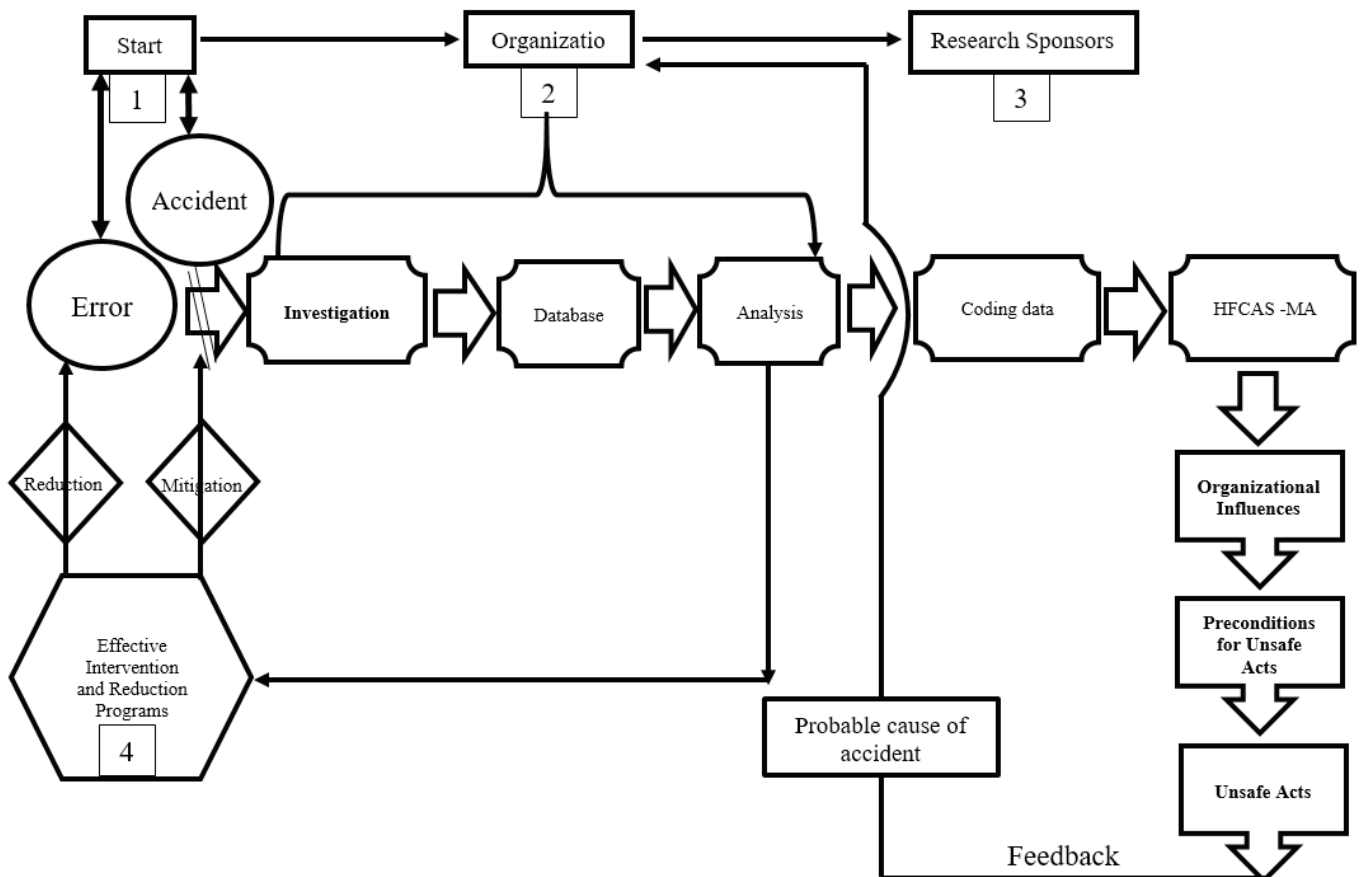 Start
Organizatio
Research Sponsors
1
2
3
Accident
Error
Investigation
Database
Analysis
Coding data
HFCAS -MA
Reduction
Mitigation
Organizational
Influences
Effective
Intervention
and Reduction
Programs
4
Preconditions
for Unsafe
Acts
Probable cause of
accident
Unsafe Acts
Feedback